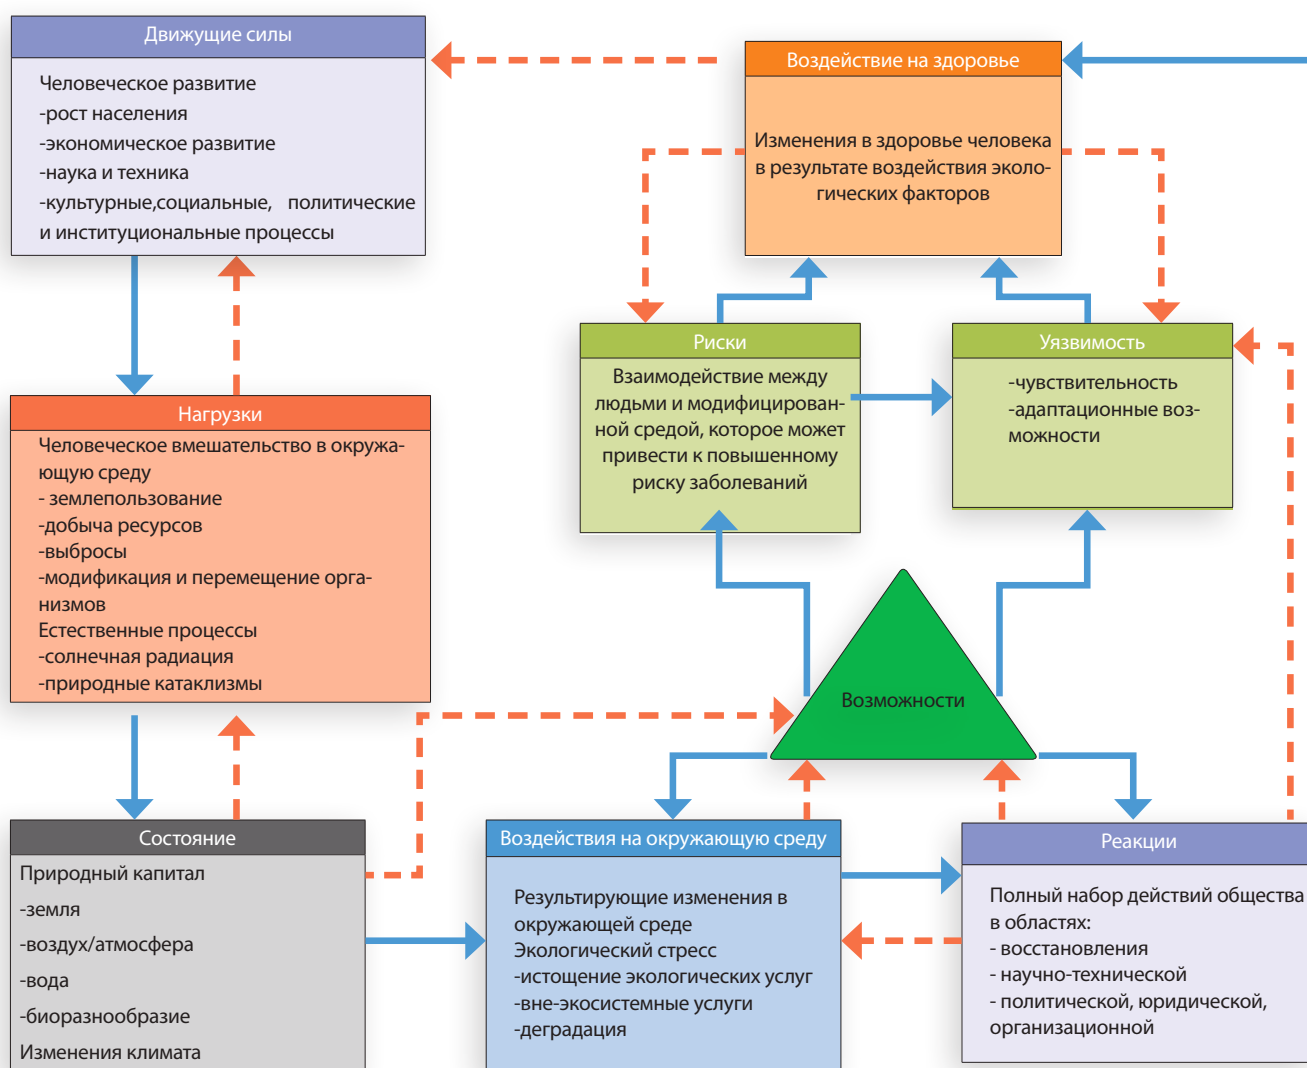 Движущие силы
Человеческое развитие
-рост населения
-экономическое развитие
-наука и техника
-культурные,социальные, политические
и институциональные процессы
Воздействие на здоровье
Изменения в здоровье человека
в результате воздействия эколо-
гических факторов
Риски
Взаимодействие между
людьми и модифицирован-
ной средой, которое может
привести к повышенному
риску заболеваний
Уязвимость
-чувствительность
-адаптационные воз-
можности
Нагрузки
Человеческое вмешательство в окружа-
ющую среду
- землепользование
-добыча ресурсов
-выбросы
-модификация и перемещение орга-
низмов
Естественные процессы
-солнечная радиация
-природные катаклизмы
Возможности
Состояние
Природный капитал
-земля
-воздух/атмосфера
-вода
-биоразнообразие
Изменения климата
Воздействия на окружающую среду
Результирующие изменения в
окружающей среде
Экологический стресс
-истощение экологических услуг
-вне-экосистемные услуги
-деградация
Реакции
Полный набор действий общества
в областях:
- восстановления
- научно-технической
- политической, юридической,
организационной